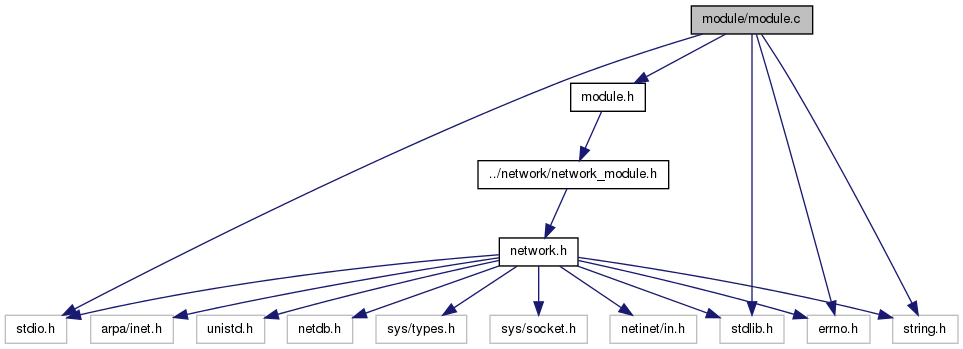 module/module.c
module.h
../network/network_module.h
network.h
stdio.h
arpa/inet.h
unistd.h
netdb.h
sys/types.h
sys/socket.h
netinet/in.h
stdlib.h
errno.h
string.h